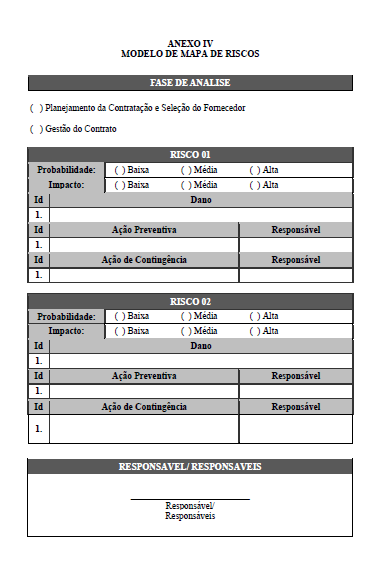 ANEXO IV
MODELO DE MAPA DE RISCOS
FASE DE ANALISE
( ) Planejamento da Contratação e Seleção do Fornecedor
( ) Gestão do Contrato
RISCO 01
Probabilidade: ( ) Baixa ( ) Média ( ) Alta
Impacto: ( ) Baixa ( ) Média ( ) Alta
Id Dano
1.
Id Ação Preventiva Responsável
1.
Id Ação de Contingência Responsável
1.
RISCO 02
Probabilidade: ( ) Baixa ( ) Média ( ) Alta
Impacto: ( ) Baixa ( ) Média ( ) Alta
Id Dano
1.
Id Ação Preventiva Responsável
1.
Id Ação de Contingência Responsável
1.
RESPONSAVEL/ RESPONSAVEIS
Responsável/
Responsáveis